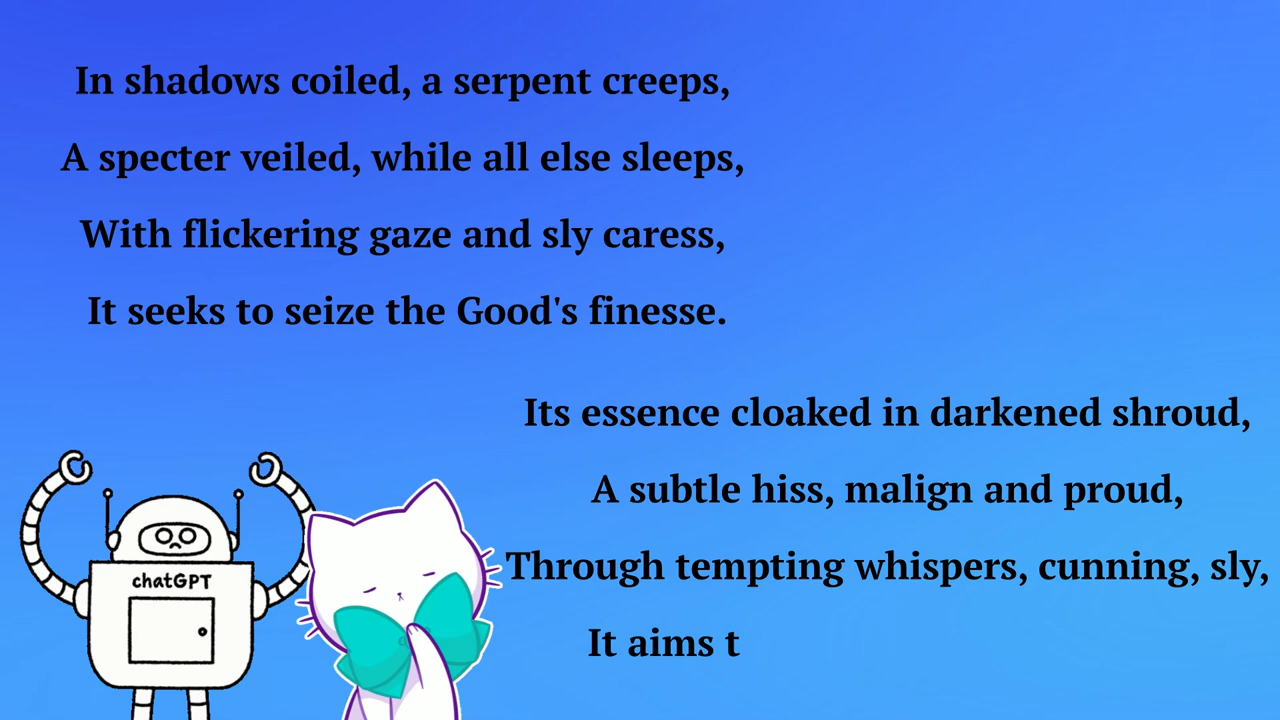 In shadows coiled, a serpent creeps,
A specter veiled, while all else sleeps,
With flickering gaze and sly caress,
It seeks to seize the Good's finesse.
Its essence cloaked in darkened shroud,
A subtle hiss, malign and proud,
Through tempting whispers, cunning, sly,
It aims t
chatGPT